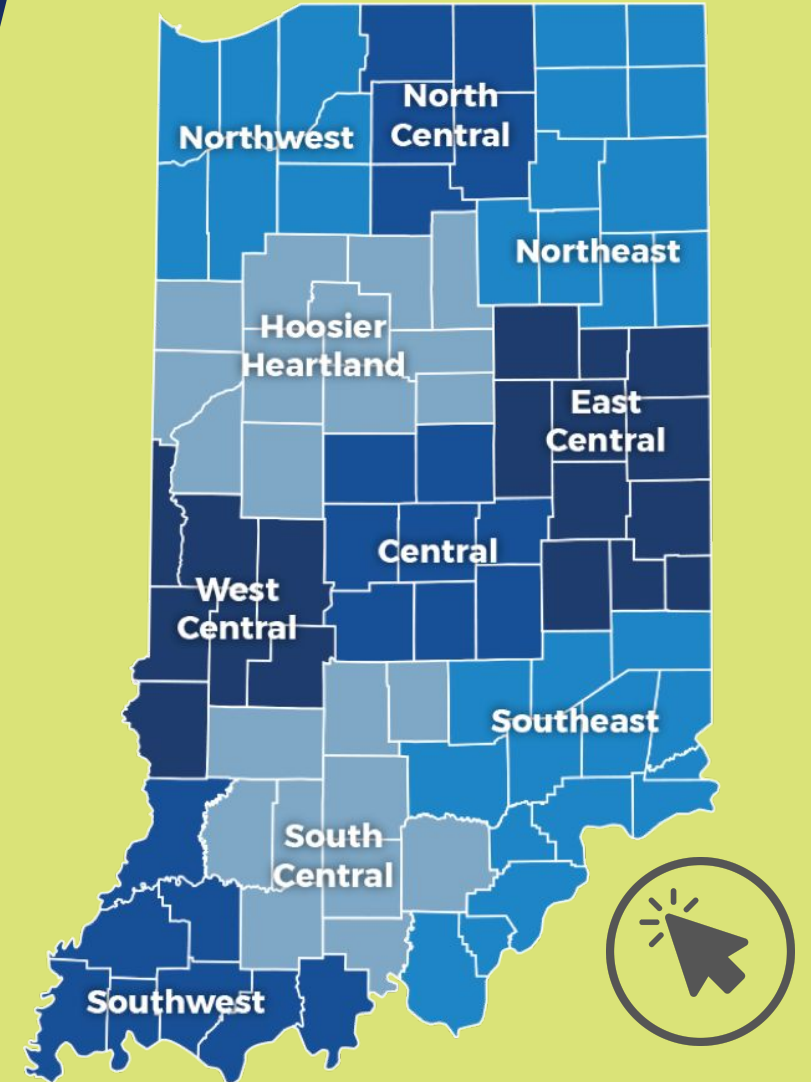 North
Central
Northwest
Northeast
Hoosier
Heartland
East
Central
Central
West
Central
Southeast
South
Central
Southwest